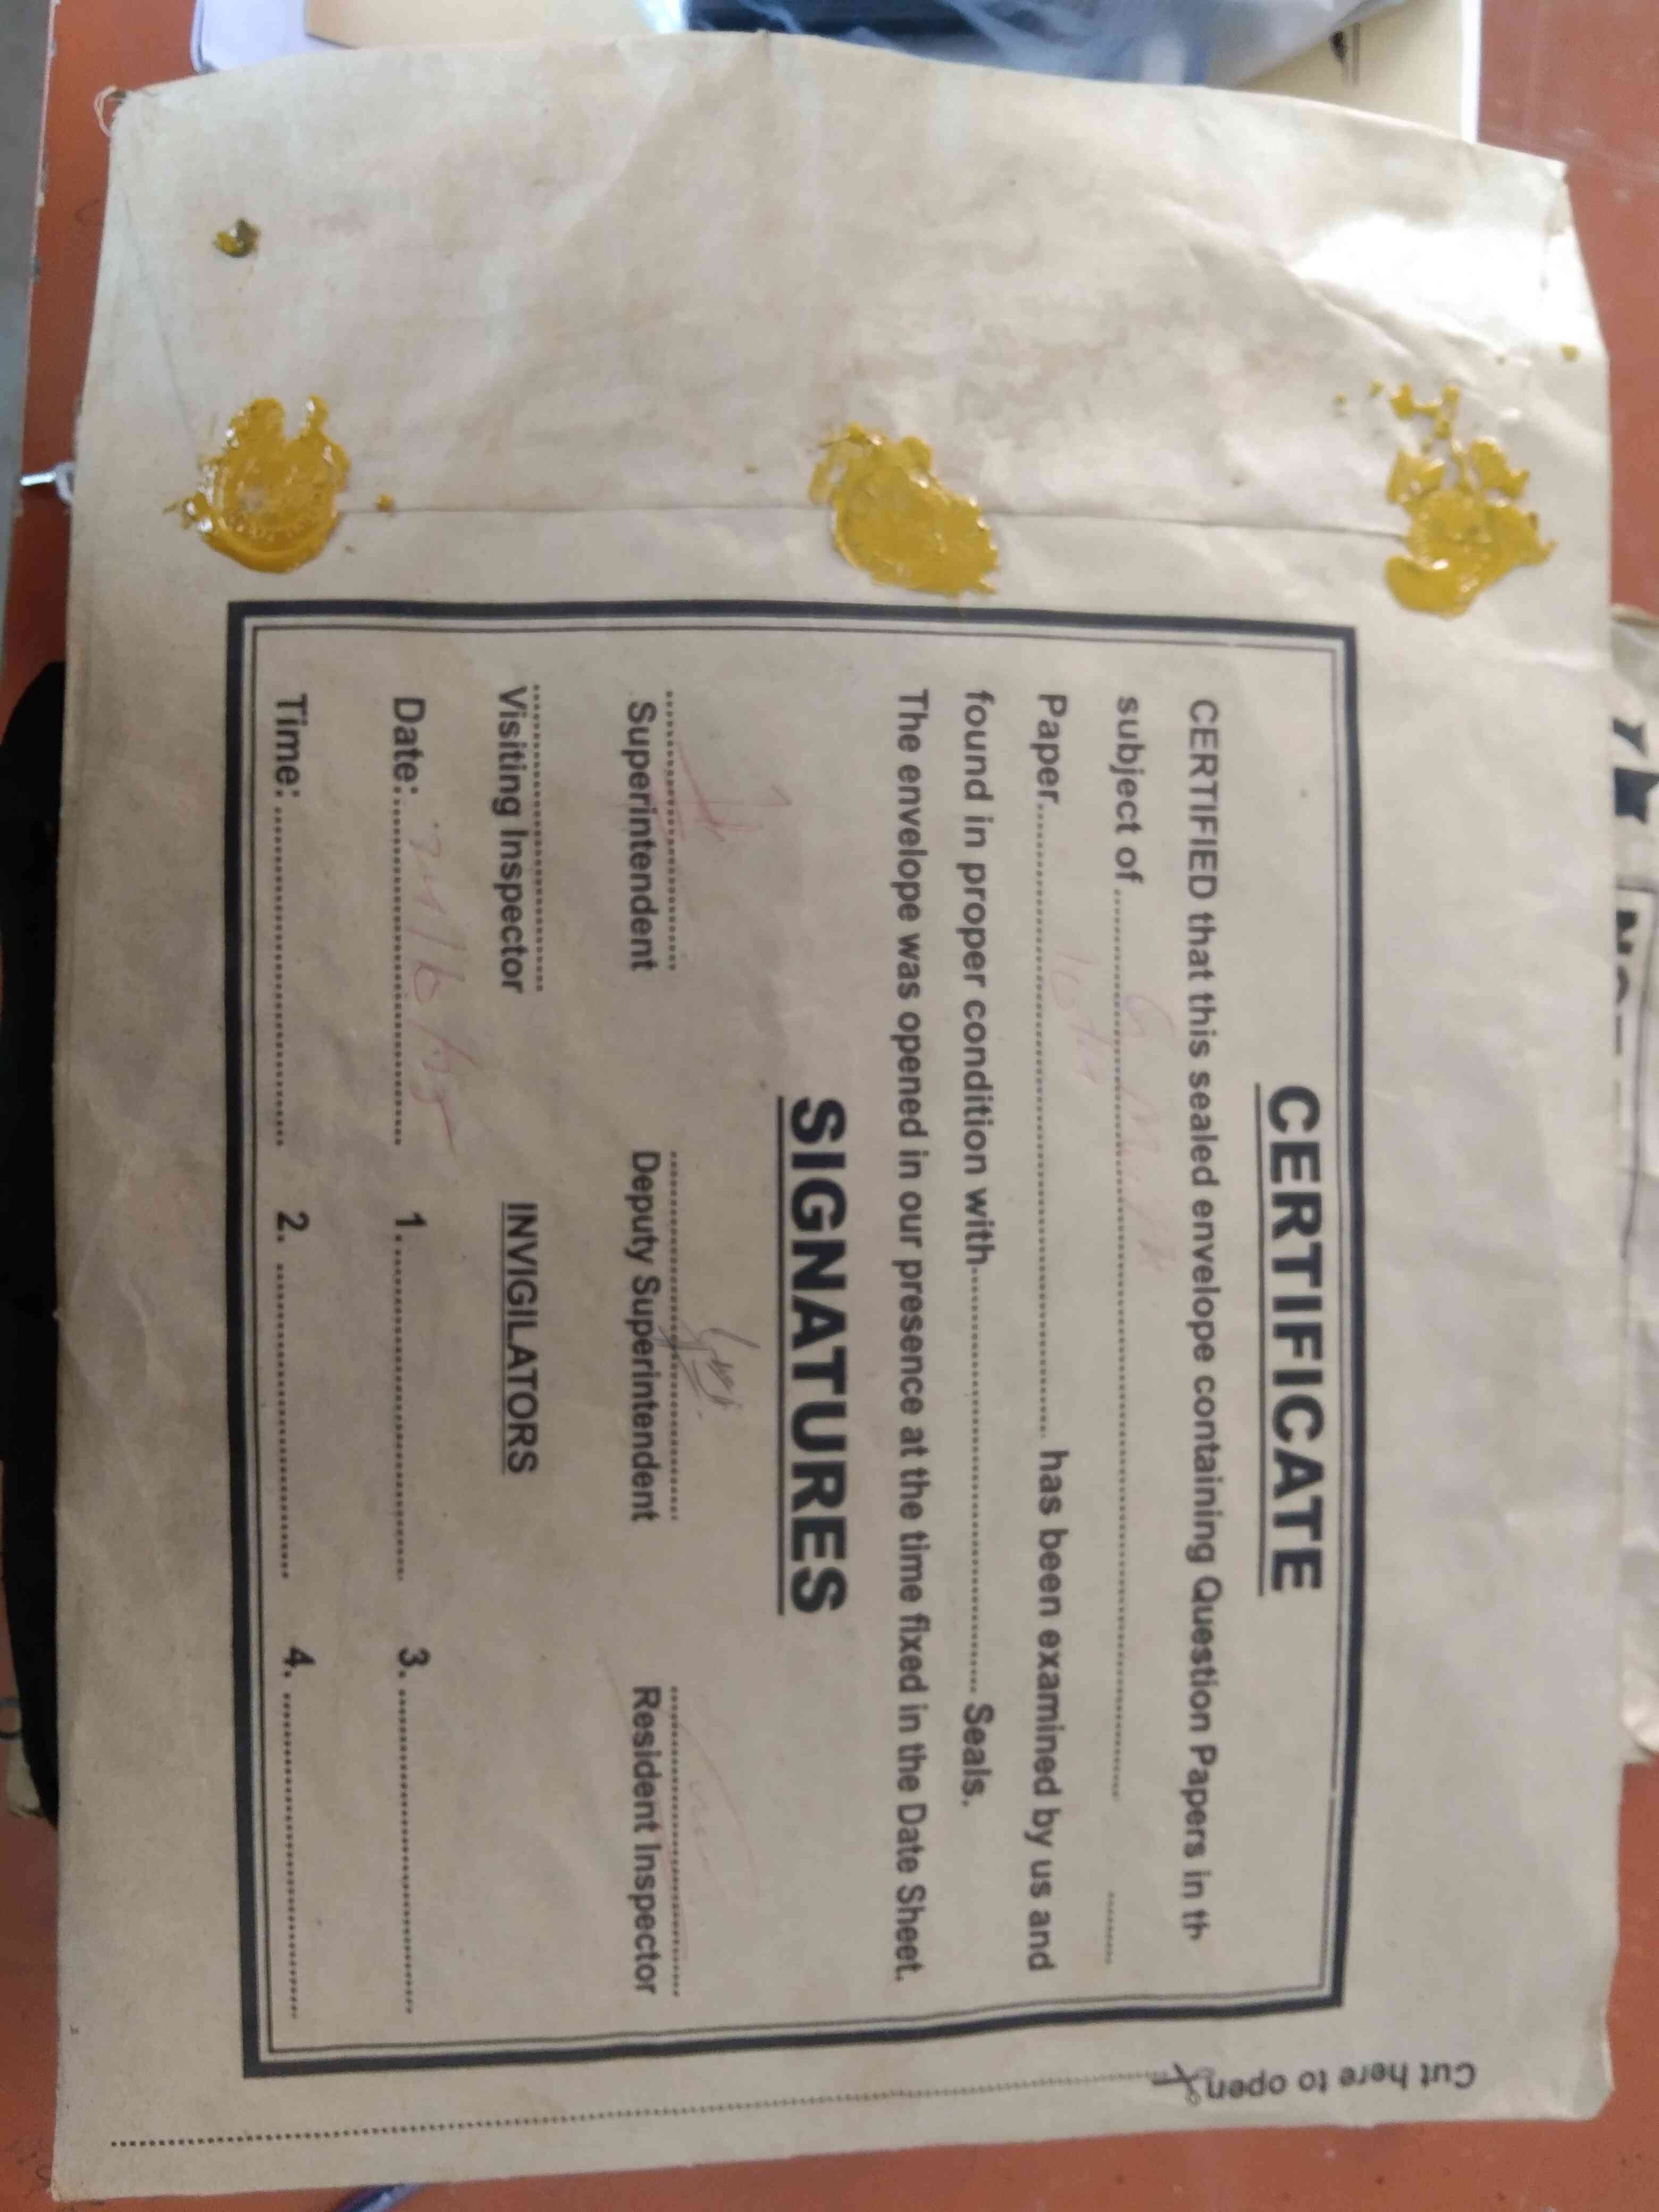 CERTIFICATE
CERTIFIED that this sealed envelope containing Question Papers in th
subject of ........ G Math ........
Paper........ 10th ........ has been examined by us and
found in proper condition with........ Seals.
The envelope was opened in our presence at the time fixed in the Date Sheet.
SIGNATURES
Superintendent Deputy Superintendent Resident Inspector
Visiting Inspector INVIGILATORS
Date:........ 1......... 3. ........
Time: ........ 2. ........ 4. ........
Cut here to open